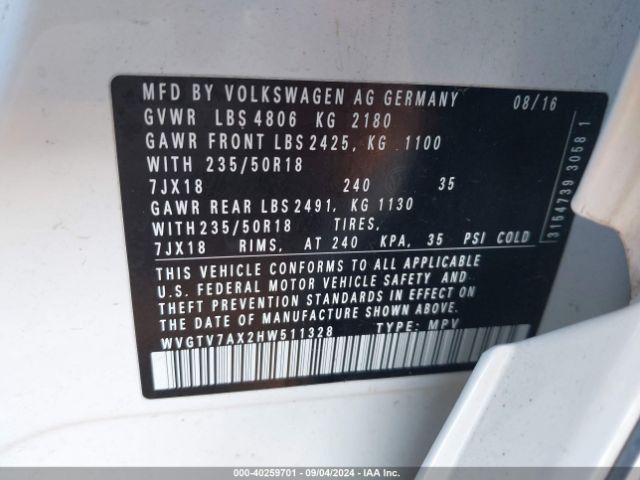 MFD BY VOLKSWAGEN AG GERMANY 08/16
GVWR LBS 4806 KG 2180
GAWR FRONT LBS 2425, KG 1100
WITH 235/50R18
7JX18 240 35
GAWR REAR LBS 2491, KG 1130
WITH 235/50R18 TIRES,
7JX18 RIMS, AT 240 KPA, 35 PSI COLD
THIS VEHICLE CONFORMS TO ALL APPLICABLE
U.S. FEDERAL MOTOR VEHICLE SAFETY AND
THEFT PREVENTION STANDARDS IN EFFECT ON
THE DATE OF MANUFACTURE SHOWN ABOVE.
WVGTV7AX2HW511328 TYPE: MPV
3154739 3058 1
000-40259701 - 09/04/2024 - IAA Inc.